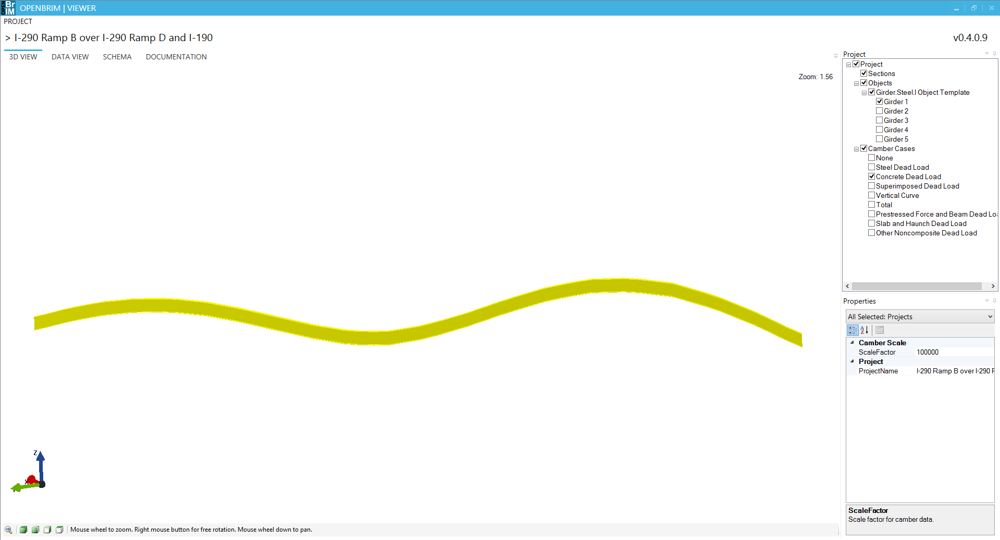 OPEN BrIM OPENBRIM | VIEWER
PROJECT
> I-290 Ramp B over I-290 Ramp D and I-190
v0.4.0.9
3D VIEW DATA VIEW SCHEMA DOCUMENTATION
Zoom: 1.56
Z
X
Mouse wheel to zoom. Right mouse button for free rotation. Mouse wheel down to pan.
Project
Project
Sections
Objects
Girder.Steel.I Object Template
Girder 1
Girder 2
Girder 3
Girder 4
Girder 5
Camber Cases
None
Steel Dead Load
Concrete Dead Load
Superimposed Dead Load
Vertical Curve
Total
Prestressed Force and Beam Dead Lo
Slab and Haunch Dead Load
Other Noncomposite Dead Load
Properties
All Selected: Projects
A Z
Camber Scale
ScaleFactor 100000
Project
ProjectName I-290 Ramp B over I-290 R
ScaleFactor
Scale factor for camber data.